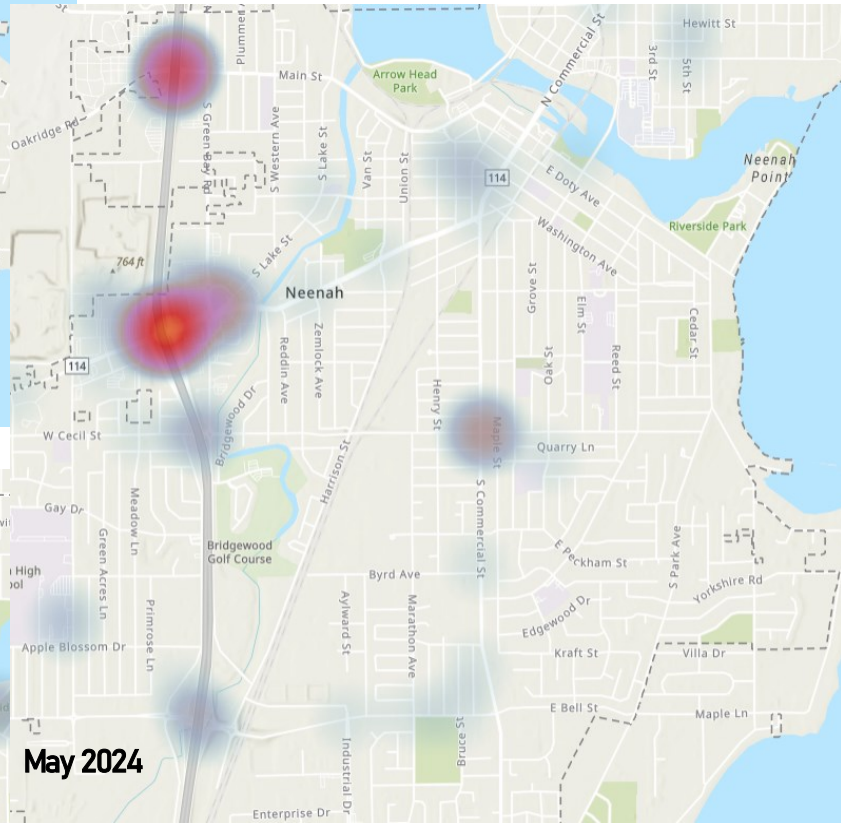 Hewitt St
Plummer A
N Commercial St
3rd St
5th St
Main St
Arrow Head
Park
Oakridge Rd
S Green Bay Rd
S Western Ave
S Lake St
Van St
Union St
114
E Doty Ave
Neenah
Point
Riverside Park
Washington Ave
764 ft
S Lake St
Neenah
Grove St
Elm St
Cedar St
114
Reddin Ave
Zemlock Ave
Oak St
Reed St
Henry St
Maple St
W Cecil St
Bridgewood Dr
Quarry Ln
Harrison St
S Commercial St
Gay Dr
Meadow Ln
Green Acres Ln
Bridgewood
Golf Course
E Peckham St
S Park Ave
High
ool
Byrd Ave
Yorkshire Rd
Primrose Ln
Aylward St
Marathon Ave
Edgewood Dr
Apple Blossom Dr
Kraft St
Villa Dr
E Bell St
Maple Ln
Bruce St
Industrial Dr
May 2024
Enterprise Dr